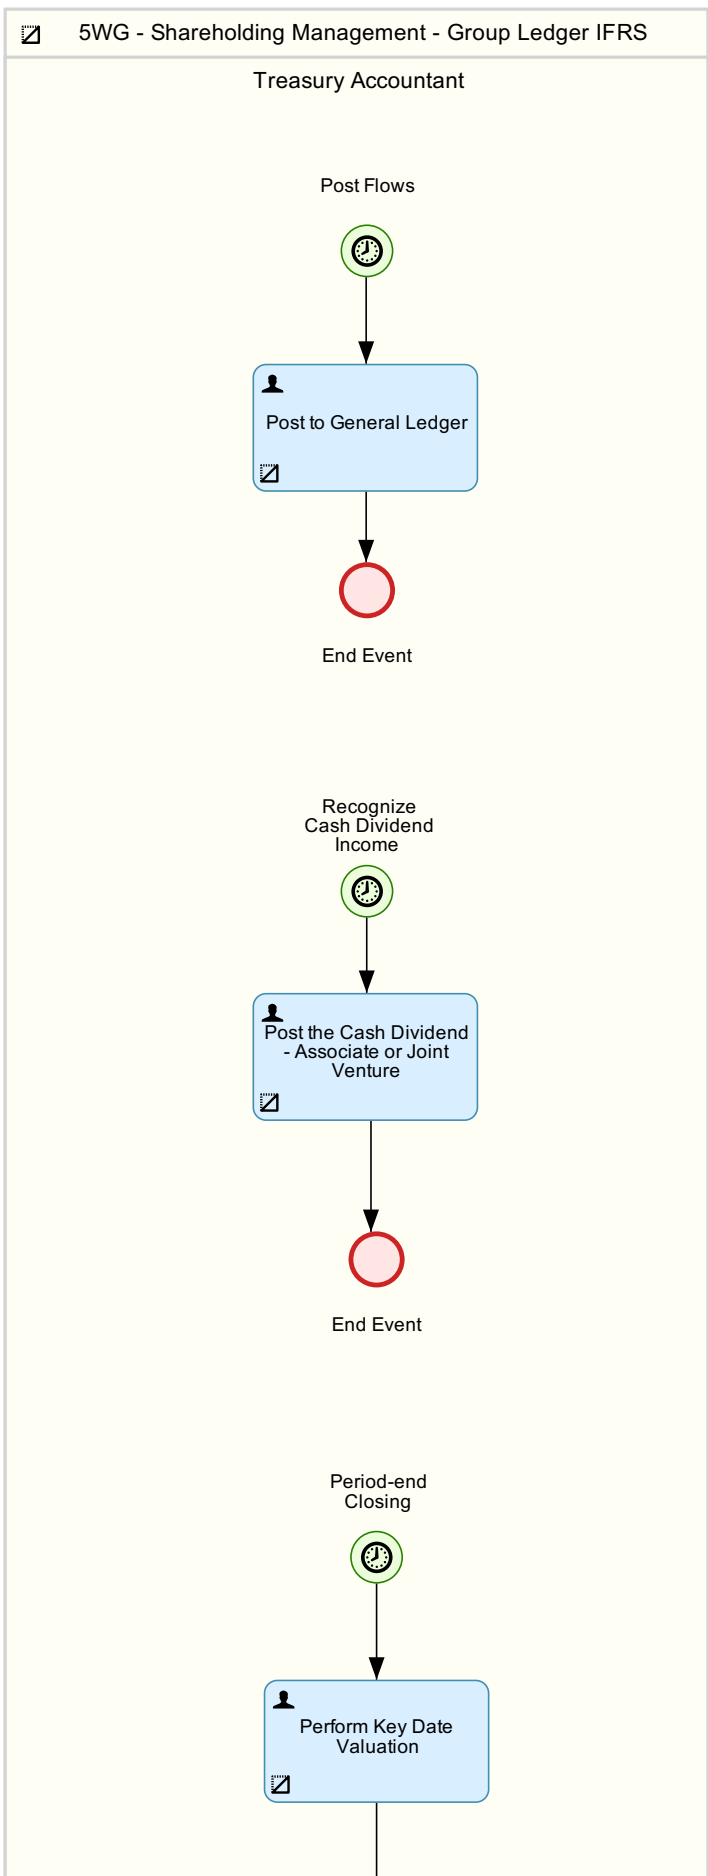 5WG - Shareholding Management - Group Ledger IFRS
Treasury Accountant
Post Flows
Post to General Ledger
End Event
Recognize
Cash Dividend
Income
Post the Cash Dividend
- Associate or Joint
Venture
End Event
Period-end
Closing
Perform Key Date
Valuation